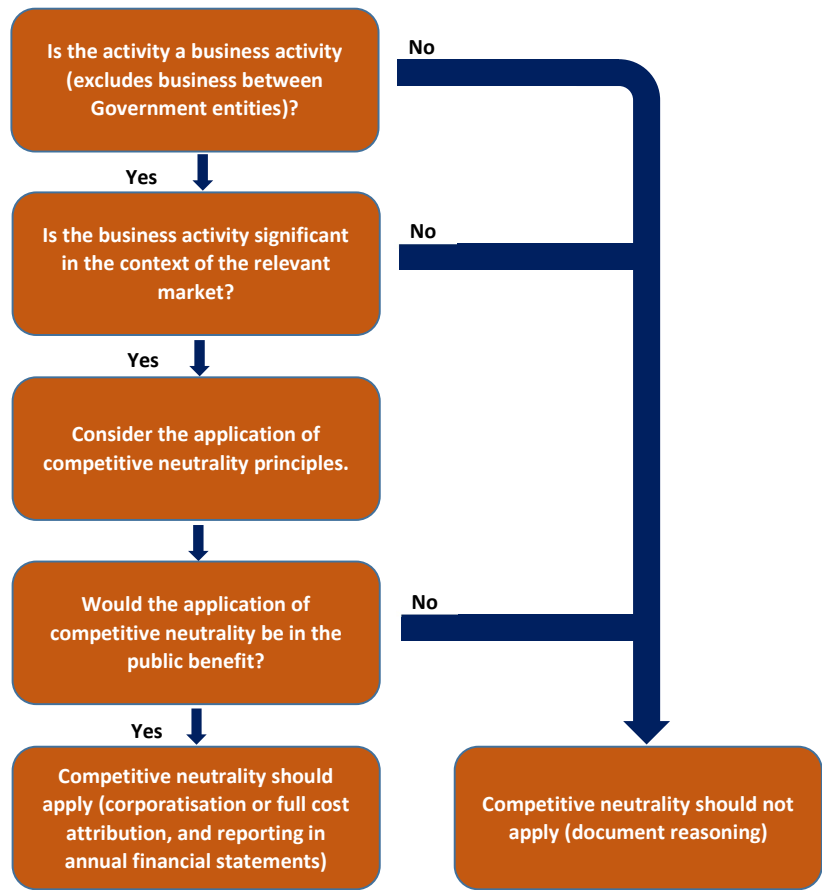 Is the activity a business activity
(excludes business between
Government entities)?
No
Yes
Is the business activity significant
in the context of the relevant
market?
No
Yes
Consider the application of
competitive neutrality principles.
Would the application of
competitive neutrality be in the
public benefit?
No
Yes
Competitive neutrality should
apply (corporatisation or full cost
attribution, and reporting in
annual financial statements)
Competitive neutrality should not
apply (document reasoning)